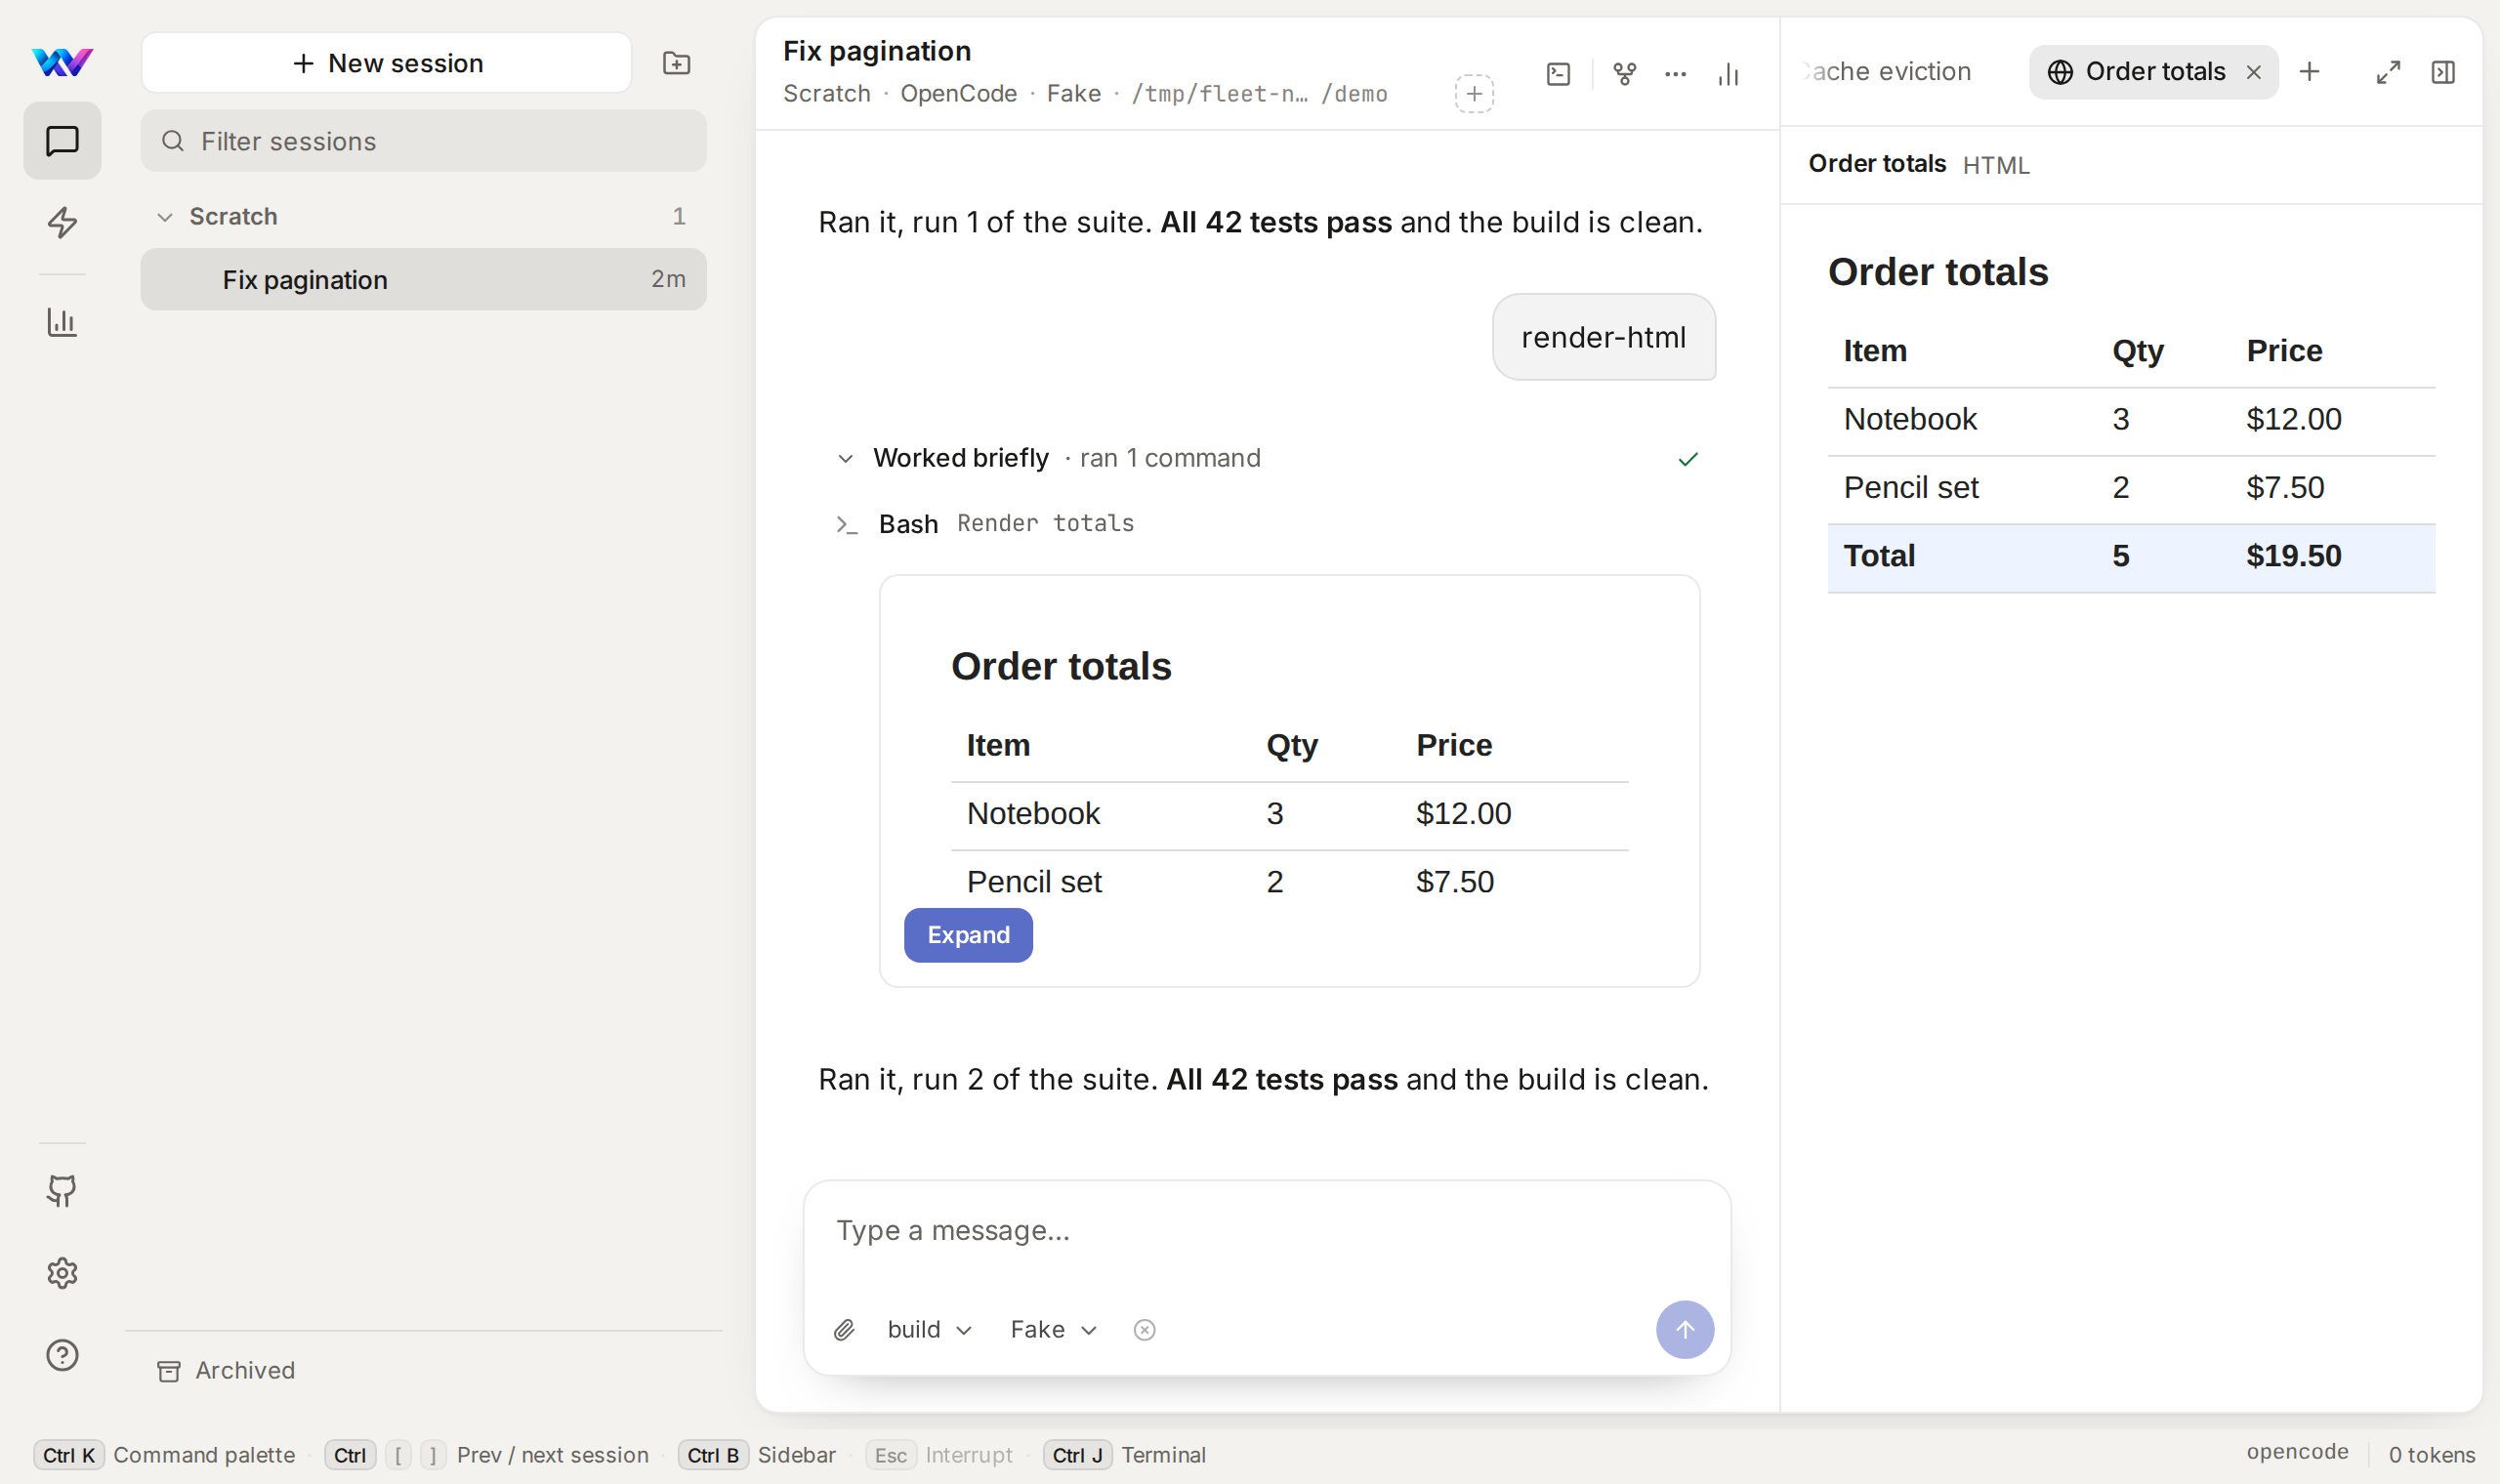 New session
Filter sessions
Scratch 1
Fix pagination 2m
Archived
Fix pagination
Scratch · OpenCode · Fake · /tmp/fleet-n… /demo
Ran it, run 1 of the suite. All 42 tests pass and the build is clean.
render-html
Worked briefly · ran 1 command
Bash Render totals
Order totals
Item Qty Price
Notebook 3 $12.00
Pencil set 2 $7.50
Expand
Ran it, run 2 of the suite. All 42 tests pass and the build is clean.
Type a message...
build Fake
ache eviction Order totals
Order totals HTML
Order totals
Item Qty Price
Notebook 3 $12.00
Pencil set 2 $7.50
Total 5 $19.50
Ctrl K Command palette · Ctrl [ ] Prev / next session · Ctrl B Sidebar · Esc Interrupt · Ctrl J Terminal
opencode 0 tokens